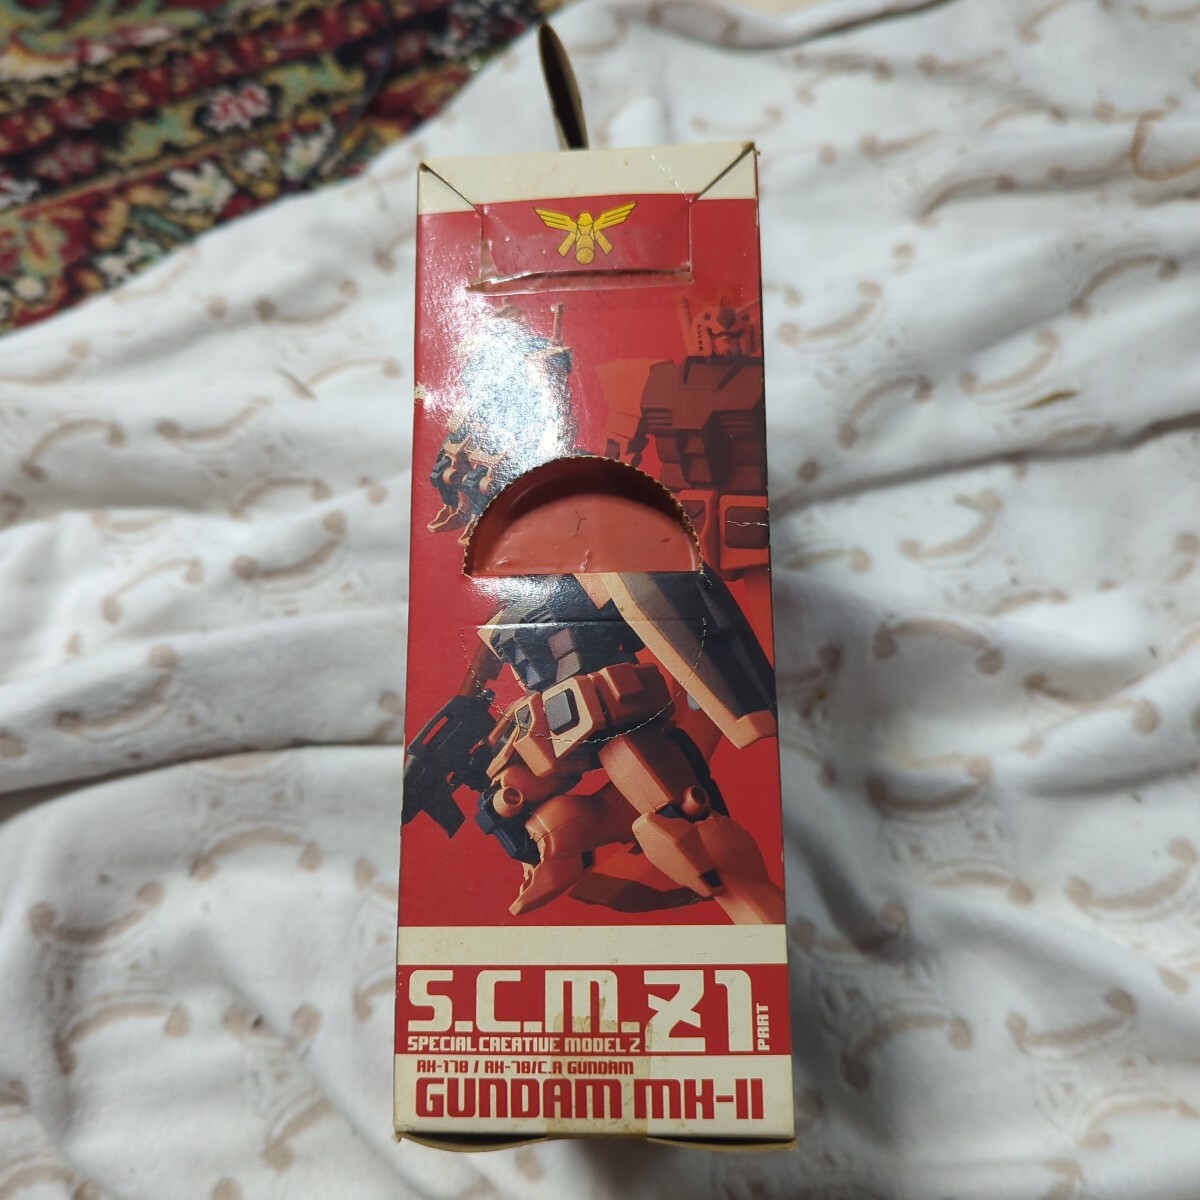 S.C.M.Z1 PART
SPECIAL CREATIVE MODEL Z
RX-178 / RX-78/C.A GUNDAM
GUNDAM MK-II